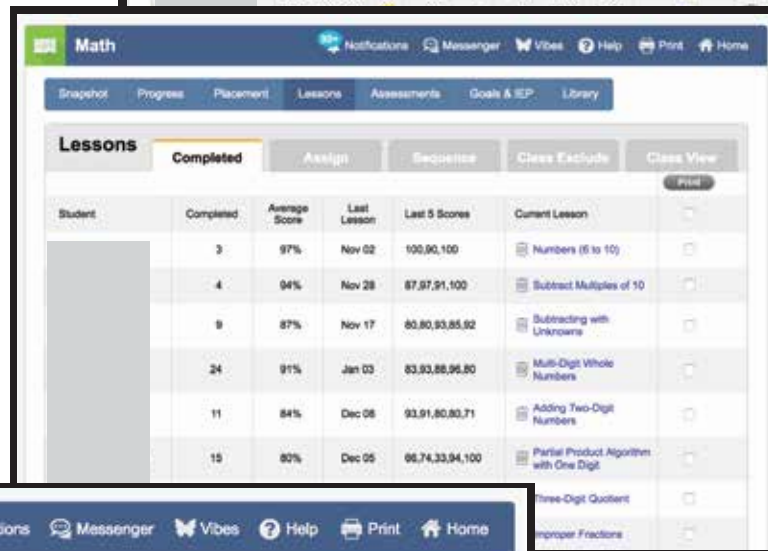 Math
30+ Notifications Messenger Vibes Help Print Home
Snapshot Progress Placement Lessons Assessments Goals & IEP Library
Lessons Completed Assign Sequence Class Exclude Class View
Print
Student Completed Average Score Last Lesson Last 5 Scores Current Lesson
3 97% Nov 02 100,90,100 Numbers (6 to 10)
4 94% Nov 28 87,97,91,100 Subtract Multiples of 10
9 87% Nov 17 80,80,93,85,92 Subtracting with Unknowns
24 91% Jan 03 83,93,88,96,80 Multi-Digit Whole Numbers
11 84% Dec 08 93,91,80,80,71 Adding Two-Digit Numbers
15 80% Dec 05 66,74,33,94,100 Partial Product Algorithm with One Digit
Three-Digit Quotient
Improper Fractions
Messenger Vibes Help Print Home